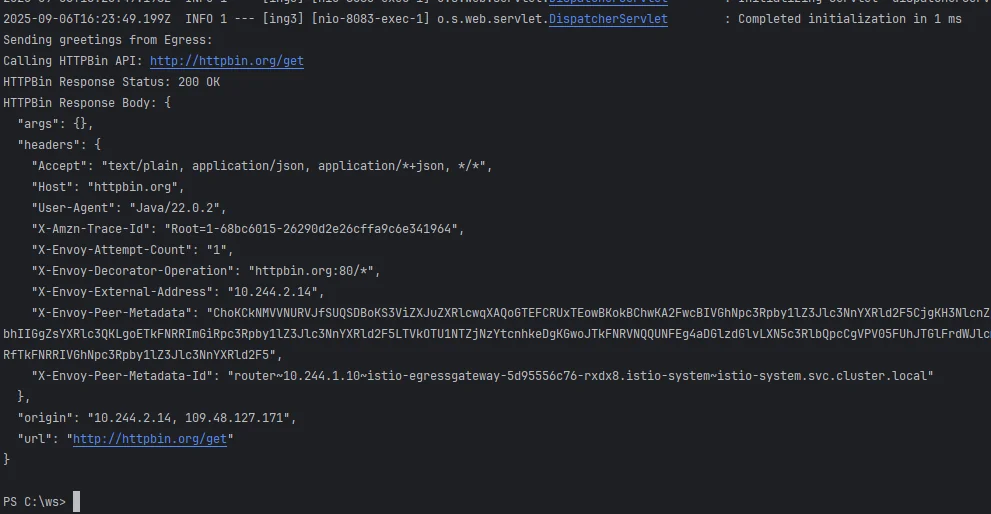 2025-09-06T16:23:49.199Z  INFO 1 --- [ing3] [nio-8083-exec-1] o.s.web.servlet.DispatcherServlet        : Completed initialization in 1 ms
Sending greetings from Egress:
Calling HTTPBin API: http://httpbin.org/get
HTTPBin Response Status: 200 OK
HTTPBin Response Body: {
  "args": {},
  "headers": {
    "Accept": "text/plain, application/json, application/*+json, */*",
    "Host": "httpbin.org",
    "User-Agent": "Java/22.0.2",
    "X-Amzn-Trace-Id": "Root=1-68bc6015-26290d2e26cffa9c6e341964",
    "X-Envoy-Attempt-Count": "1",
    "X-Envoy-Decorator-Operation": "httpbin.org:80/*",
    "X-Envoy-External-Address": "10.244.2.14",
    "X-Envoy-Peer-Metadata":
    "X-Envoy-Peer-Metadata-Id": "router~10.244.1.10~istio-egressgateway-5d95556c76-rxdx8.istio-system~istio-system.svc.cluster.local"
  },
  "origin": "10.244.2.14, 109.48.127.171",
  "url": "http://httpbin.org/get"
}
PS C:\ws>